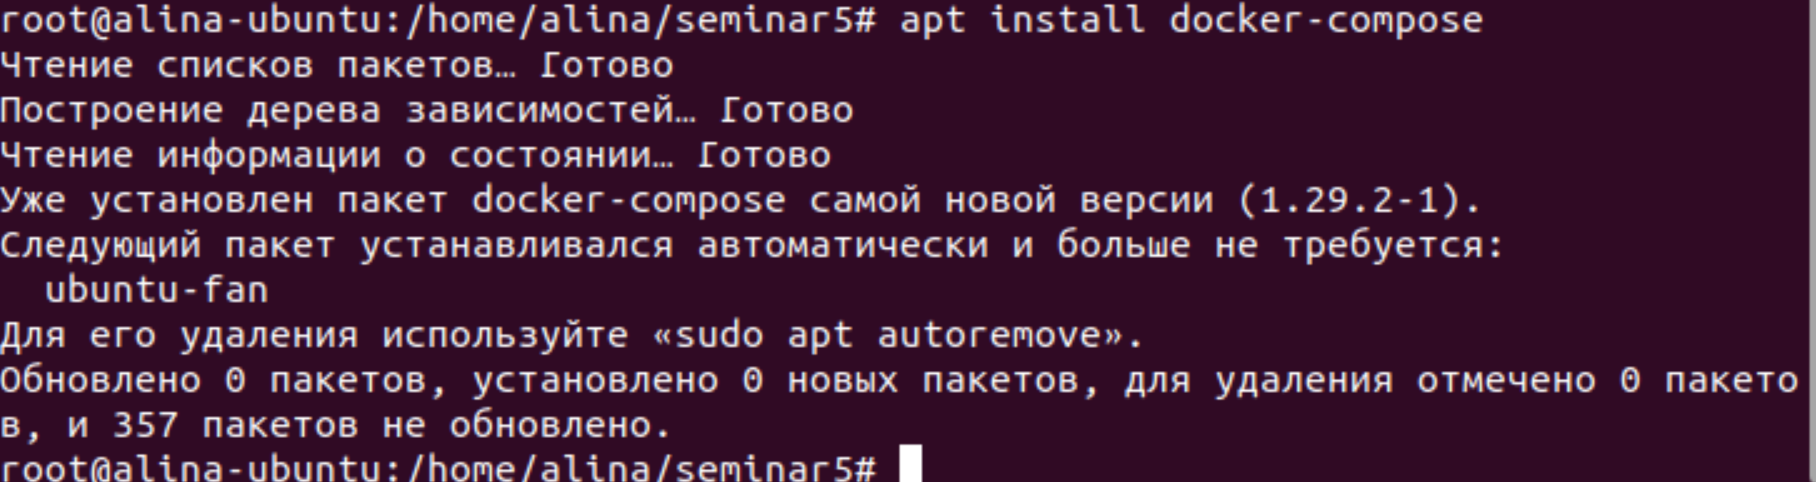 root@alina-ubuntu:/home/alina/seminar5# apt install docker-compose
Чтение списков пакетов… Готово
Построение дерева зависимостей… Готово
Чтение информации о состоянии… Готово
Уже установлен пакет docker-compose самой новой версии (1.29.2-1).
Следующий пакет устанавливался автоматически и больше не требуется:
  ubuntu-fan
Для его удаления используйте «sudo apt autoremove».
Обновлено 0 пакетов, установлено 0 новых пакетов, для удаления отмечено 0 пакето
в, и 357 пакетов не обновлено.
root@alina-ubuntu:/home/alina/seminar5#